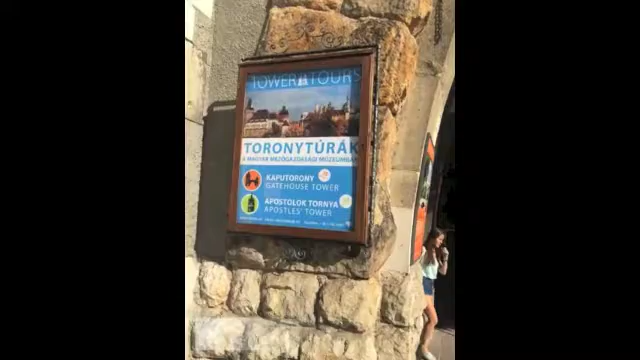 TOWER TOURS
TORONYTÚRÁK
A MAGYAR MEZŐGAZDASÁGI MÚZEUMBAN
KAPUTORONY
GATEHOUSE TOWER
APOSTOLOK TORNYA
APOSTLES' TOWER